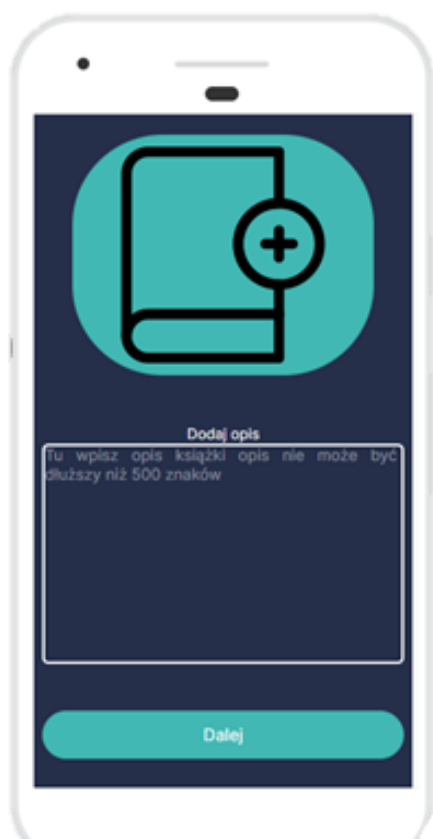 Dodaj opis
Tu wpisz opis książki opis nie może być
dłuższy niż 500 znaków
Dalej